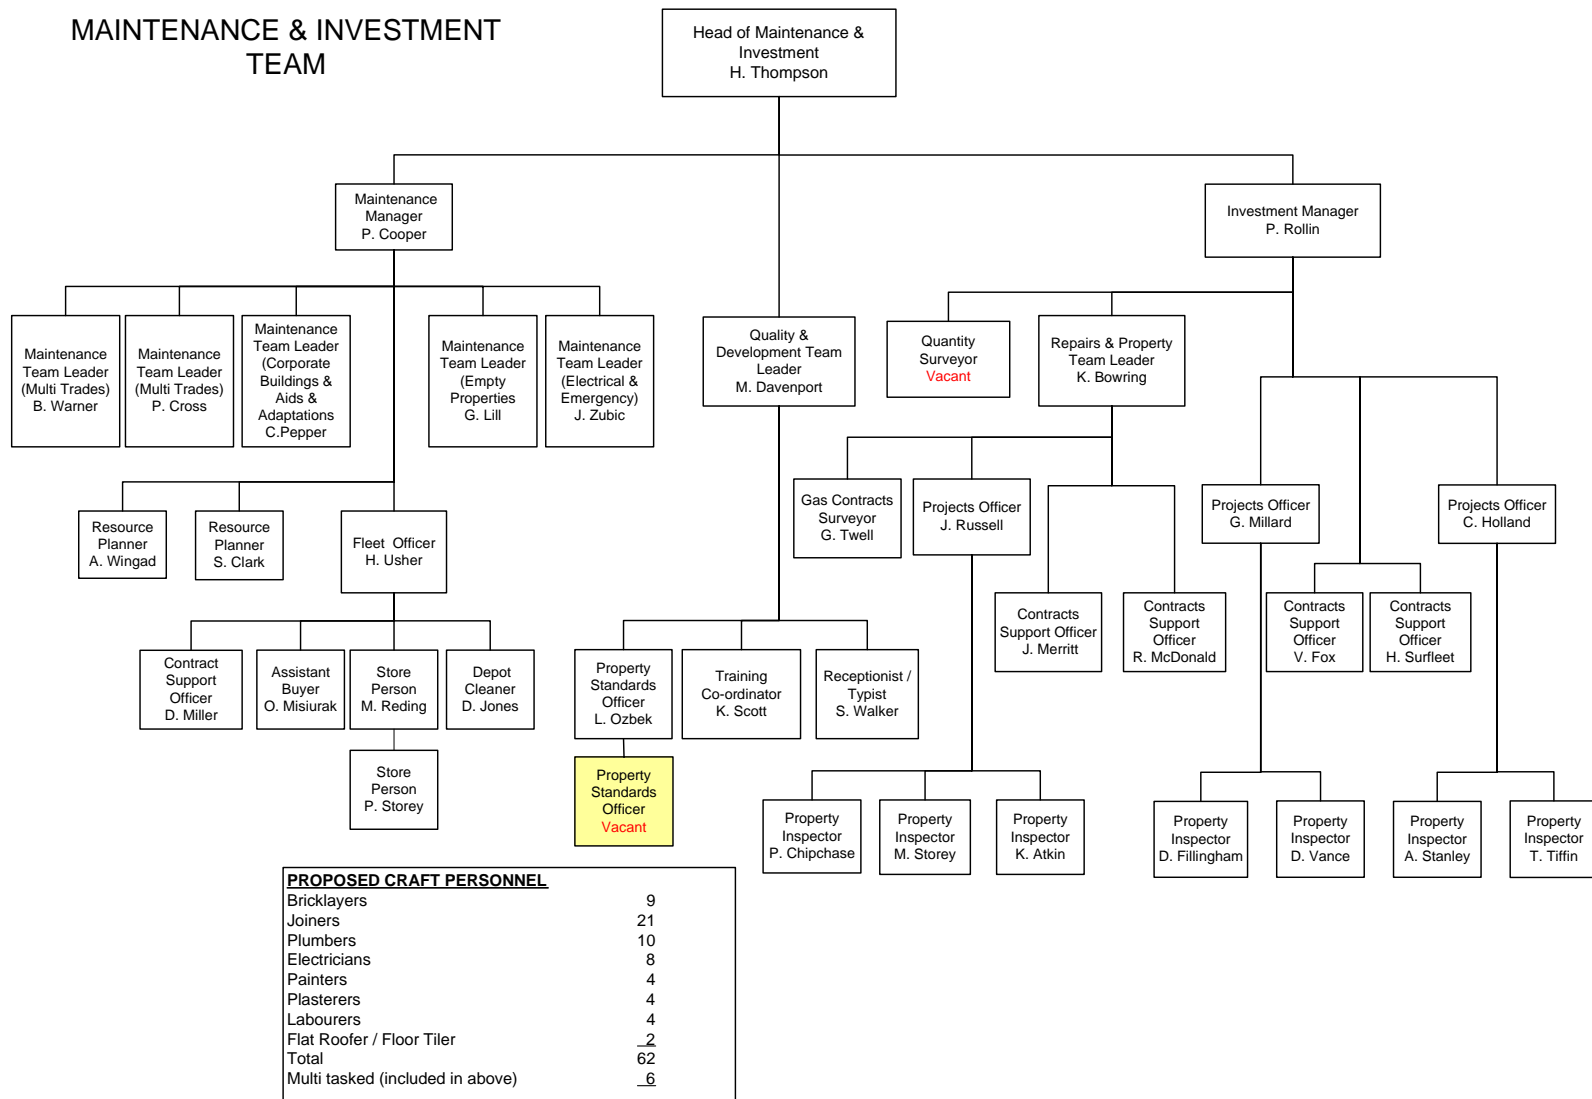 MAINTENANCE & INVESTMENT
TEAM
Head of Maintenance &
Investment
H. Thompson
Maintenance
Manager
P. Cooper
Investment Manager
P. Rollin
Maintenance
Team Leader
(Multi Trades)
B. Warner
Maintenance
Team Leader
(Multi Trades)
P. Cross
Maintenance
Team Leader
(Corporate
Buildings &
Aids &
Adaptations
C.Pepper
Maintenance
Team Leader
(Empty
Properties
G. Lill
Maintenance
Team Leader
(Electrical &
Emergency)
J. Zubic
Quality &
Development Team
Leader
M. Davenport
Quantity
Surveyor
Vacant
Repairs & Property
Team Leader
K. Bowring
Resource
Planner
A. Wingad
Resource
Planner
S. Clark
Fleet Officer
H. Usher
Gas Contracts
Surveyor
G. Twell
Projects Officer
J. Russell
Projects Officer
G. Millard
Projects Officer
C. Holland
Contracts
Support Officer
J. Merritt
Contracts
Support
Officer
R. McDonald
Contracts
Support
Officer
V. Fox
Contracts
Support
Officer
H. Surfleet
Contract
Support
Officer
D. Miller
Assistant
Buyer
O. Misiurak
Store
Person
M. Reding
Depot
Cleaner
D. Jones
Property
Standards
Officer
L. Ozbek
Training
Co-ordinator
K. Scott
Receptionist /
Typist
S. Walker
Store
Person
P. Storey
Property
Standards
Officer
Vacant
Property
Inspector
P. Chipchase
Property
Inspector
M. Storey
Property
Inspector
K. Atkin
Property
Inspector
D. Fillingham
Property
Inspector
D. Vance
Property
Inspector
A. Stanley
Property
Inspector
T. Tiffin
PROPOSED CRAFT PERSONNEL
Bricklayers 9
Joiners 21
Plumbers 10
Electricians 8
Painters 4
Plasterers 4
Labourers 4
Flat Roofer / Floor Tiler 2
Total 62
Multi tasked (included in above) 6